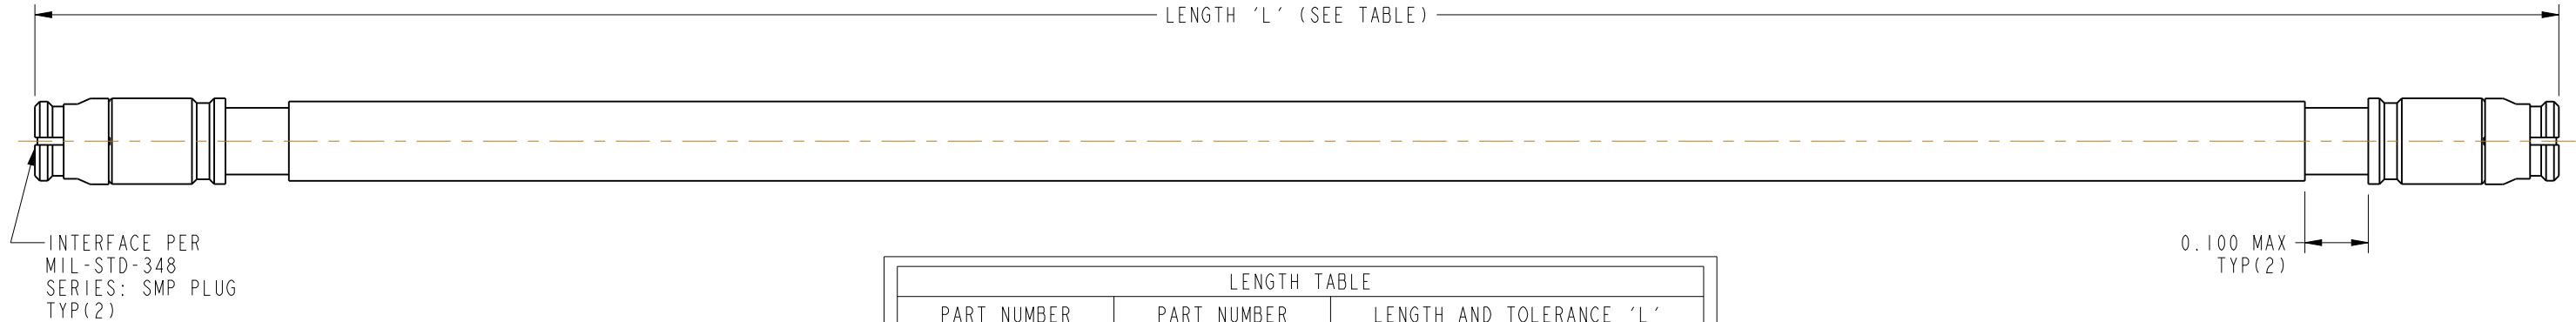 LENGTH 'L' (SEE TABLE)
INTERFACE PER
MIL-STD-348
SERIES: SMP PLUG
TYP(2)
0.100 MAX
TYP(2)
LENGTH TABLE
PART NUMBER PART NUMBER LENGTH AND TOLERANCE 'L'